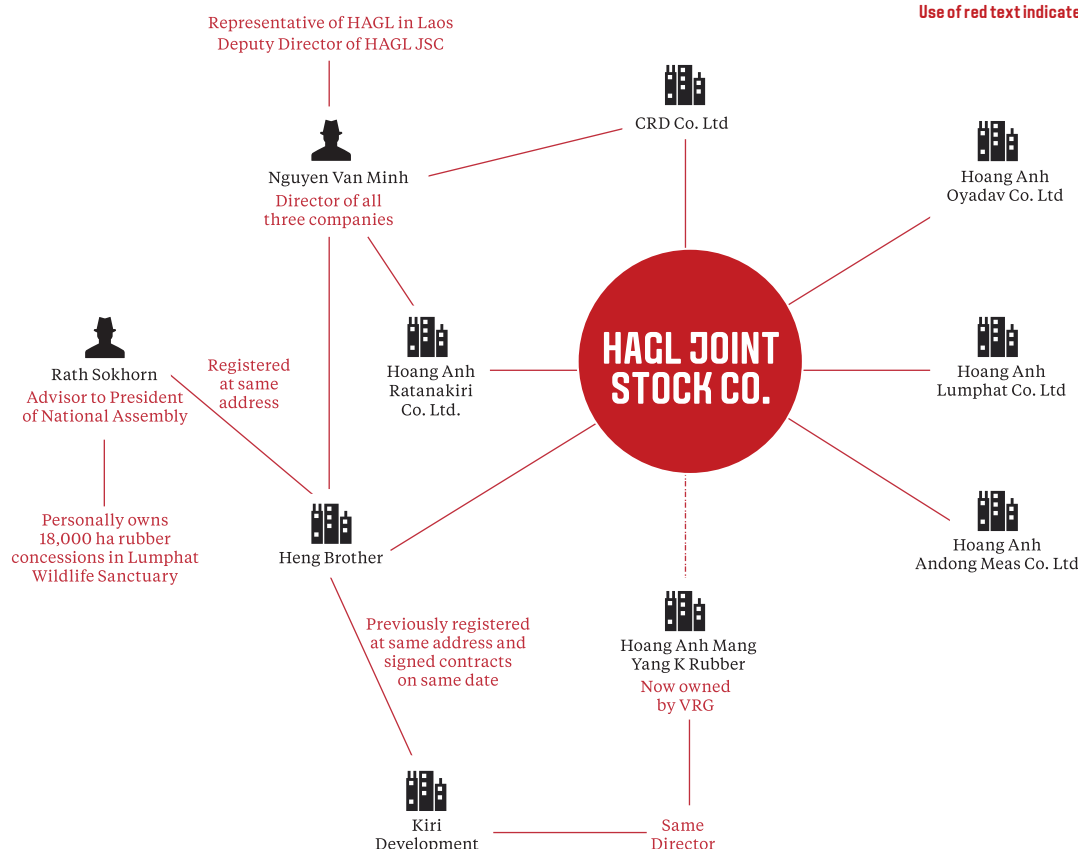 Use of red text indicate
Representative of HAGL in Laos
Deputy Director of HAGL JSC
CRD Co. Ltd
Nguyen Van Minh
Director of all
three companies
Hoang Anh
Oyadav Co. Ltd
HAGL JOINT
STOCK CO.
Rath Sokhorn
Advisor to President
of National Assembly
Registered
at same
address
Hoang Anh
Ratanakiri
Co. Ltd.
Hoang Anh
Lumphat Co. Ltd
Personally owns
18,000 ha rubber
concessions in Lumphat
Wildlife Sanctuary
Heng Brother
Hoang Anh
Andong Meas Co. Ltd
Previously registered
at same address and
signed contracts
on same date
Hoang Anh Mang
Yang K Rubber
Now owned
by VRG
Kiri
Development
Same
Director